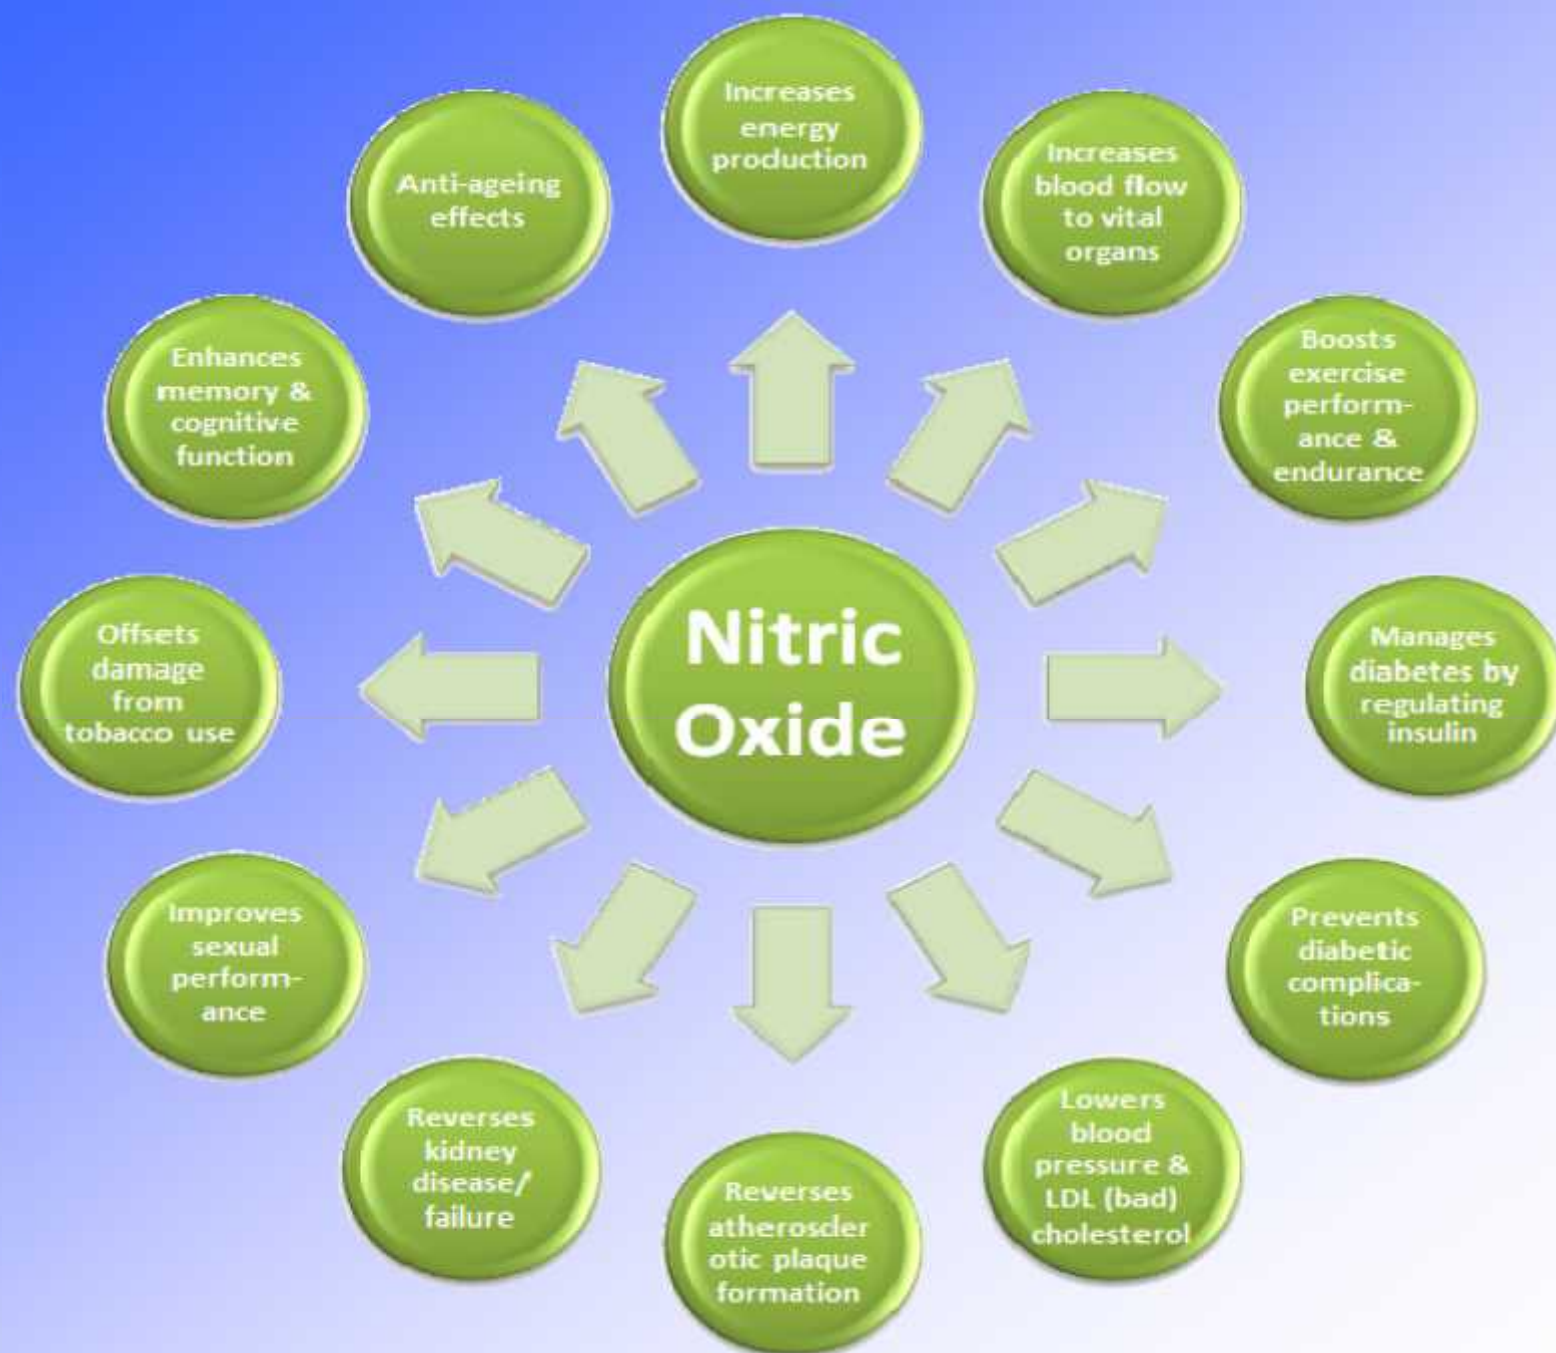 Increases
energy
production
Increases
blood flow
to vital
organs
Boosts
exercise
perform-
ance &
endurance
Manages
diabetes by
regulating
insulin
Prevents
diabetic
complica-
tions
Lowers
blood
pressure &
LDL (bad)
cholesterol
Reverses
atheroscler
otic plaque
formation
Reverses
kidney
disease/
failure
Improves
sexual
perform-
ance
Offsets
damage
from
tobacco use
Enhances
memory &
cognitive
function
Anti-ageing
effects
Nitric
Oxide